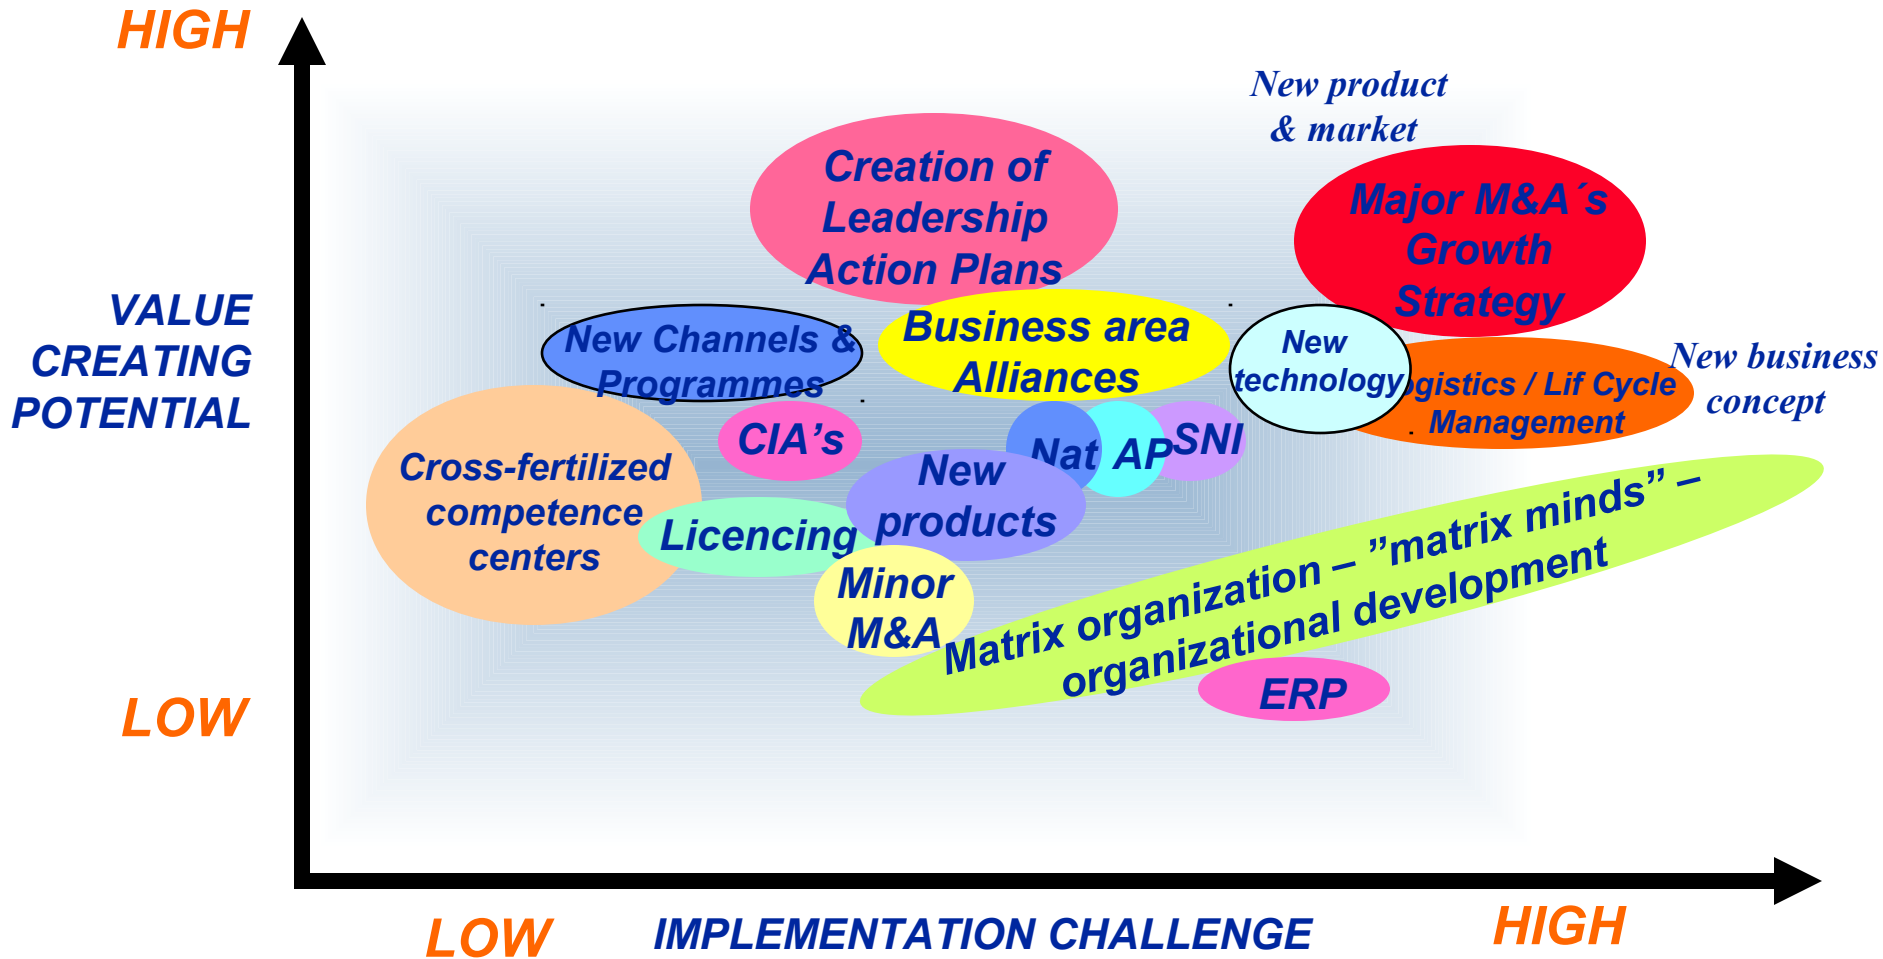 HIGH
New product
& market
Creation of
Leadership
Action Plans
Major M&A´s
Growth
Strategy
VALUE
CREATING
POTENTIAL
New Channels &
Programmes
Business area
Alliances
New
technology
ogistics / Lif Cycle
Management
New business
concept
CIA's
Nat
AP
SNI
Cross-fertilized
competence
centers
New
products
Licencing
Minor
M&A
Matrix organization – ”matrix minds” –
organizational development
ERP
LOW
LOW
IMPLEMENTATION CHALLENGE
HIGH